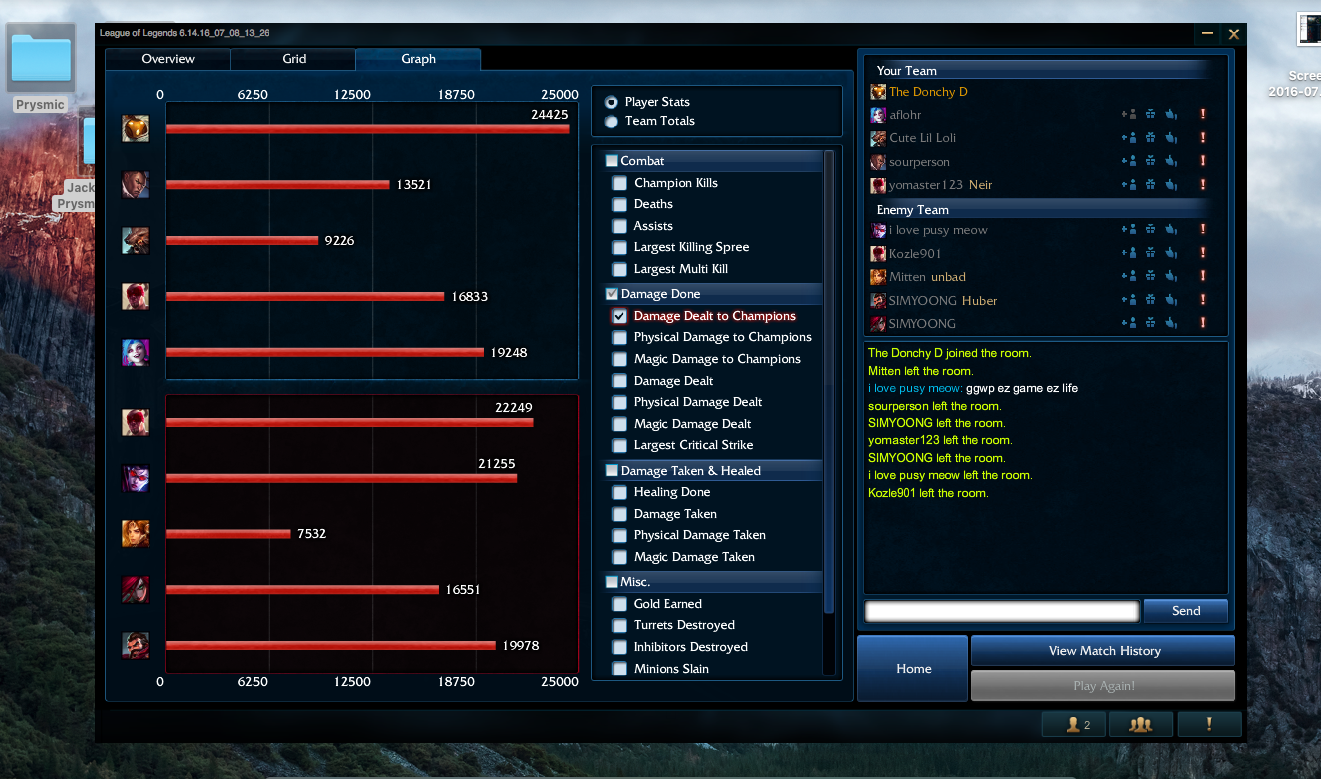 League of Legends 6.14.16_07_08_13_26
Prysmic
Jack
Prysm
Scree
2016-07.
Overview
Grid
Graph
0 6250 12500 18750 25000
24425
13521
9226
16833
19248
22249
21255
7532
16551
19978
0 6250 12500 18750 25000
Player Stats
Team Totals
Combat
Champion Kills
Deaths
Assists
Largest Killing Spree
Largest Multi Kill
Damage Done
Damage Dealt to Champions
Physical Damage to Champions
Magic Damage to Champions
Damage Dealt
Physical Damage Dealt
Magic Damage Dealt
Largest Critical Strike
Damage Taken & Healed
Healing Done
Damage Taken
Physical Damage Taken
Magic Damage Taken
Misc.
Gold Earned
Turrets Destroyed
Inhibitors Destroyed
Minions Slain
Your Team
The Donchy D
aflohr
Cute Lil Loli
sourperson
yomaster123 Neir
Enemy Team
i love pusy meow
Kozle901
Mitten unbad
SIMYOONG Huber
SIMYOONG
The Donchy D joined the room.
Mitten left the room.
i love pusy meow: ggwp ez game ez life
sourperson left the room.
SIMYOONG left the room.
yomaster123 left the room.
SIMYOONG left the room.
i love pusy meow left the room.
Kozle901 left the room.
Send
Home
View Match History
Play Again!
2